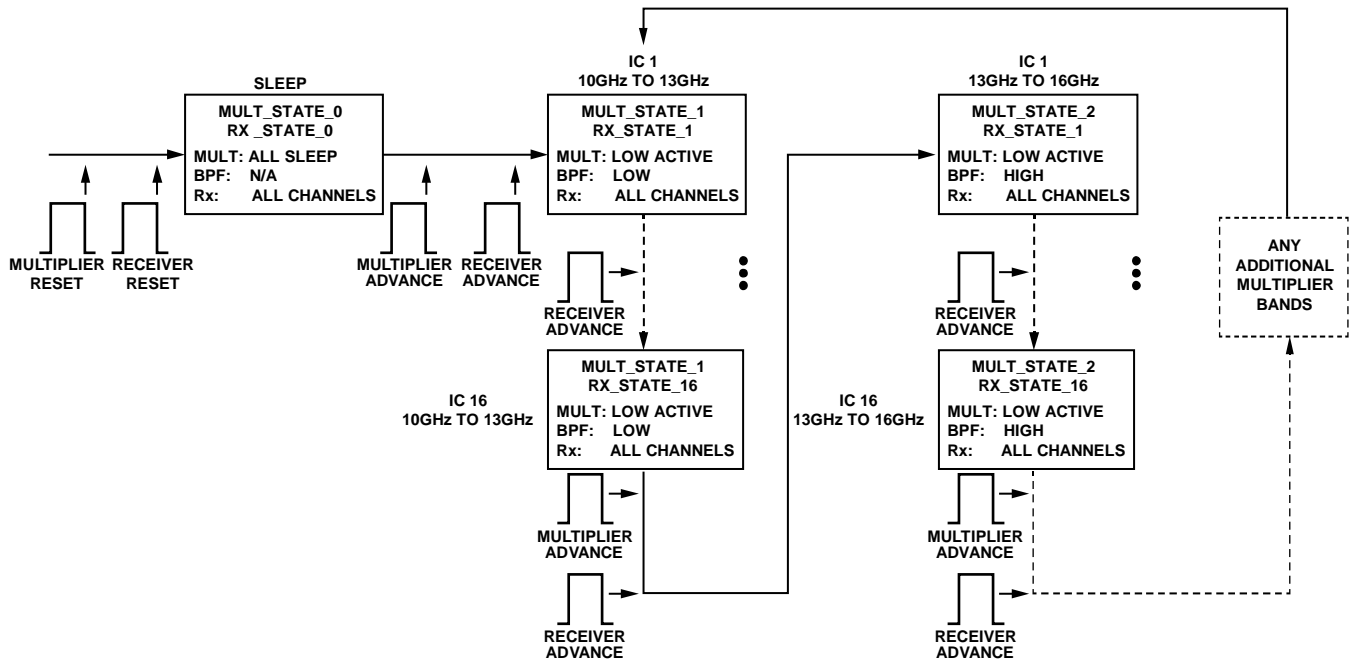 SLEEP
MULT_STATE_0
RX _STATE_0
MULT: ALL SLEEP
BPF: N/A
Rx: ALL CHANNELS
MULTIPLIER
RESET
RECEIVER
RESET
MULTIPLIER
ADVANCE
RECEIVER
ADVANCE
IC 1
10GHz TO 13GHz
MULT_STATE_1
RX_STATE_1
MULT: LOW ACTIVE
BPF: LOW
Rx: ALL CHANNELS
RECEIVER
ADVANCE
IC 16
10GHz TO 13GHz
MULT_STATE_1
RX_STATE_16
MULT: LOW ACTIVE
BPF: LOW
Rx: ALL CHANNELS
MULTIPLIER
ADVANCE
RECEIVER
ADVANCE
IC 1
13GHz TO 16GHz
MULT_STATE_2
RX_STATE_1
MULT: LOW ACTIVE
BPF: HIGH
Rx: ALL CHANNELS
RECEIVER
ADVANCE
IC 16
13GHz TO 16GHz
MULT_STATE_2
RX_STATE_16
MULT: LOW ACTIVE
BPF: HIGH
Rx: ALL CHANNELS
MULTIPLIER
ADVANCE
RECEIVER
ADVANCE
ANY
ADDITIONAL
MULTIPLIER
BANDS